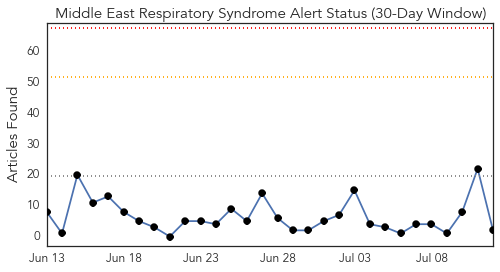 Middle East Respiratory Syndrome Alert Status (30-Day Window)
Articles Found
60
50
40
30
20
10
0
Jun 13 Jun 18 Jun 23 Jun 28 Jul 03 Jul 08